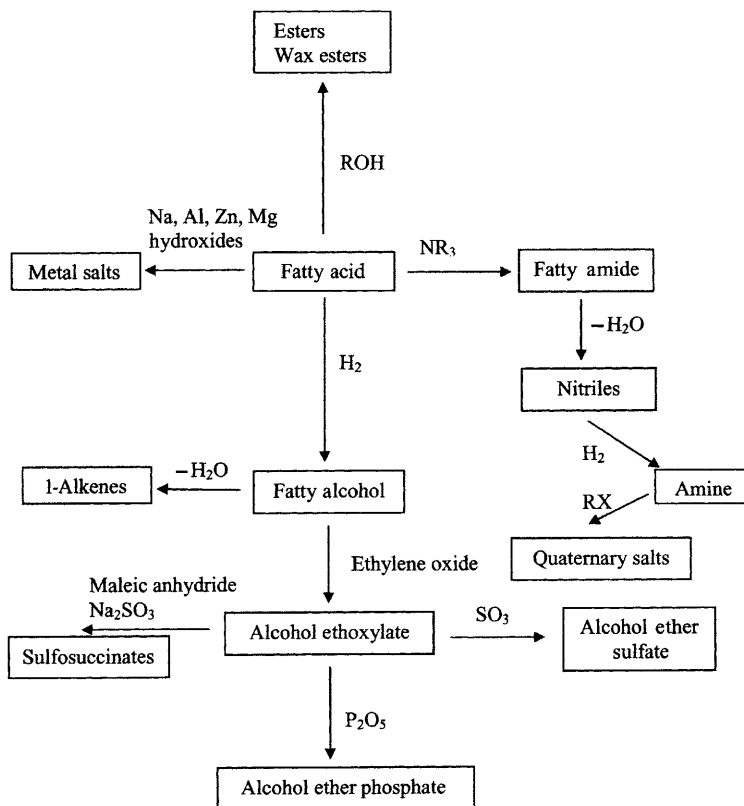 Esters
Wax esters
ROH
Na, Al, Zn, Mg
hydroxides
Metal salts
Fatty acid
NR₃
Fatty amide
−H₂O
H₂
Nitriles
H₂
1-Alkenes
−H₂O
Fatty alcohol
Amine
RX
Quaternary salts
Ethylene oxide
Maleic anhydride
Na₂SO₃
Sulfosuccinates
Alcohol ethoxylate
SO₃
Alcohol ether
sulfate
P₂O₅
Alcohol ether phosphate